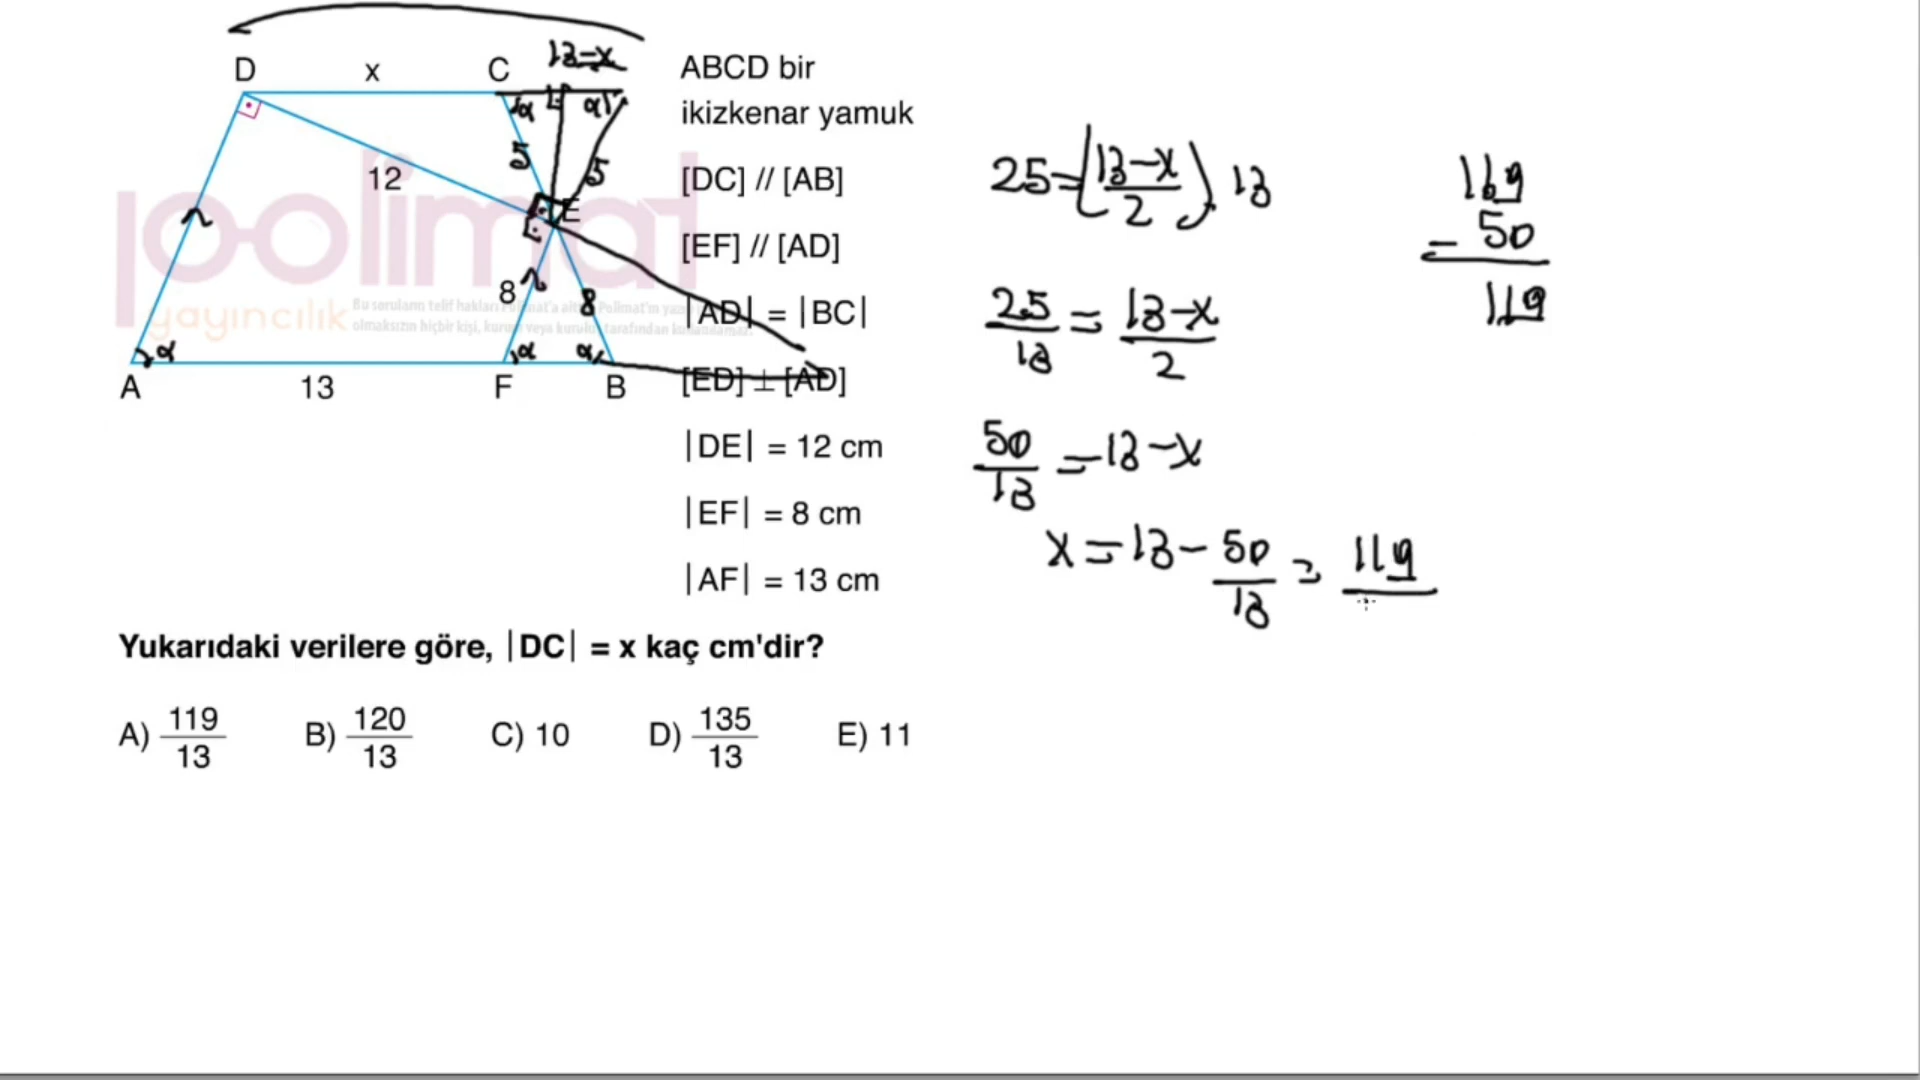 13-x
D x C
α α
5 5
12
E
8 8
α α α
A 13 F B
polimat
yayıncılık
ABCD bir
ikizkenar yamuk
[DC] // [AB]
[EF] // [AD]
|AD| = |BC|
[ED] ⊥ [AD]
|DE| = 12 cm
|EF| = 8 cm
|AF| = 13 cm
25 = (13-x / 2) . 13
25/13 = 13-x / 2
50/13 = 13-x
x = 13 - 50/13 = 119
169
- 50
119
Yukarıdaki verilere göre, |DC| = x kaç cm'dir?
A) 119/13 B) 120/13 C) 10 D) 135/13 E) 11